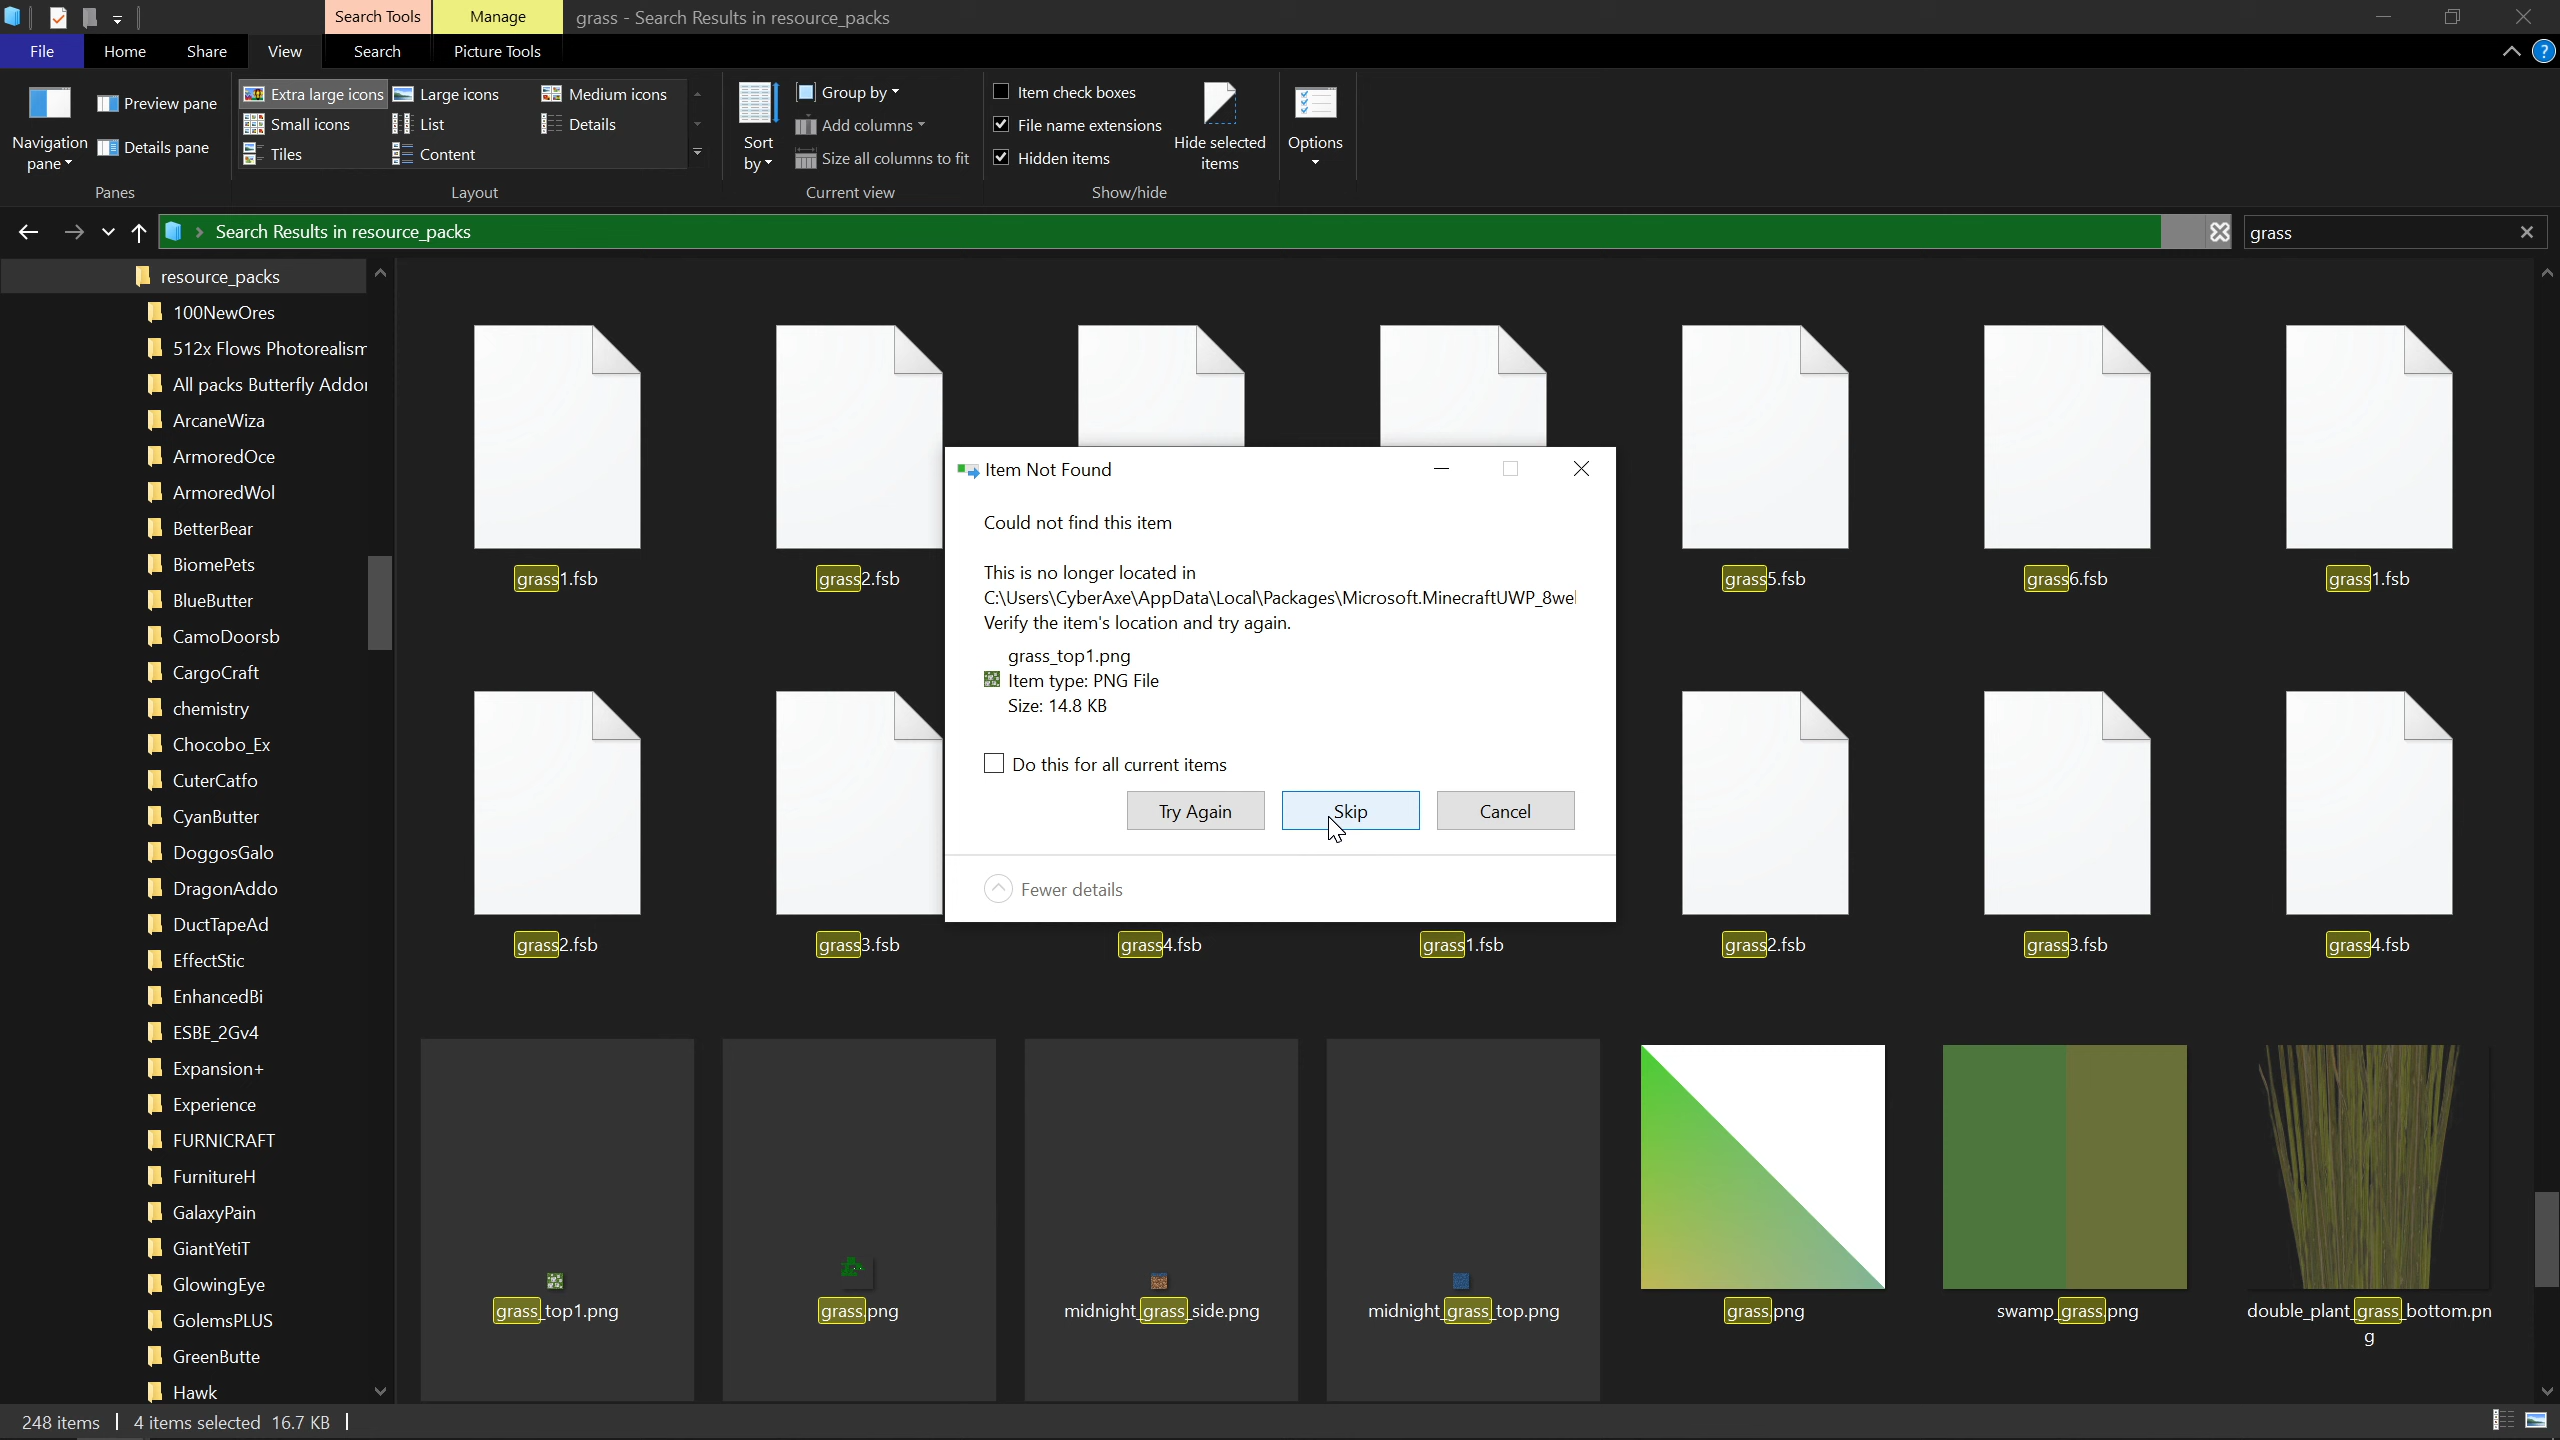 Search Tools
Manage
grass - Search Results in resource_packs
File
Home
Share
View
Search
Picture Tools
Navigation pane
Preview pane
Details pane
Panes
Extra large icons
Large icons
Medium icons
Small icons
List
Details
Tiles
Content
Layout
Sort by
Group by
Add columns
Size all columns to fit
Current view
Item check boxes
File name extensions
Hidden items
Hide selected items
Show/hide
Options
Search Results in resource_packs
grass
resource_packs
100NewOres
512x Flows Photorealism
All packs Butterfly Addo
ArcaneWiza
ArmoredOce
ArmoredWol
BetterBear
BiomePets
BlueButter
CamoDoorsb
CargoCraft
chemistry
Chocobo_Ex
CuterCatfo
CyanButter
DoggosGalo
DragonAddo
DuctTapeAd
EffectStic
EnhancedBi
ESBE_2Gv4
Expansion+
Experience
FURNICRAFT
FurnitureH
GalaxyPain
GiantYetiT
GlowingEye
GolemsPLUS
GreenButte
Hawk
grass1.fsb
grass2.fsb
grass5.fsb
grass6.fsb
grass1.fsb
Item Not Found
Could not find this item
This is no longer located in
C:\Users\CyberAxe\AppData\Local\Packages\Microsoft.MinecraftUWP_8we
Verify the item's location and try again.
grass_top1.png
Item type: PNG File
Size: 14.8 KB
Do this for all current items
Try Again
Skip
Cancel
Fewer details
grass2.fsb
grass3.fsb
grass4.fsb
grass1.fsb
grass2.fsb
grass3.fsb
grass4.fsb
grass_top1.png
grass.png
midnight_grass_side.png
midnight_grass_top.png
grass.png
swamp_grass.png
double_plant_grass_bottom.pn
g
248 items
4 items selected 16.7 KB